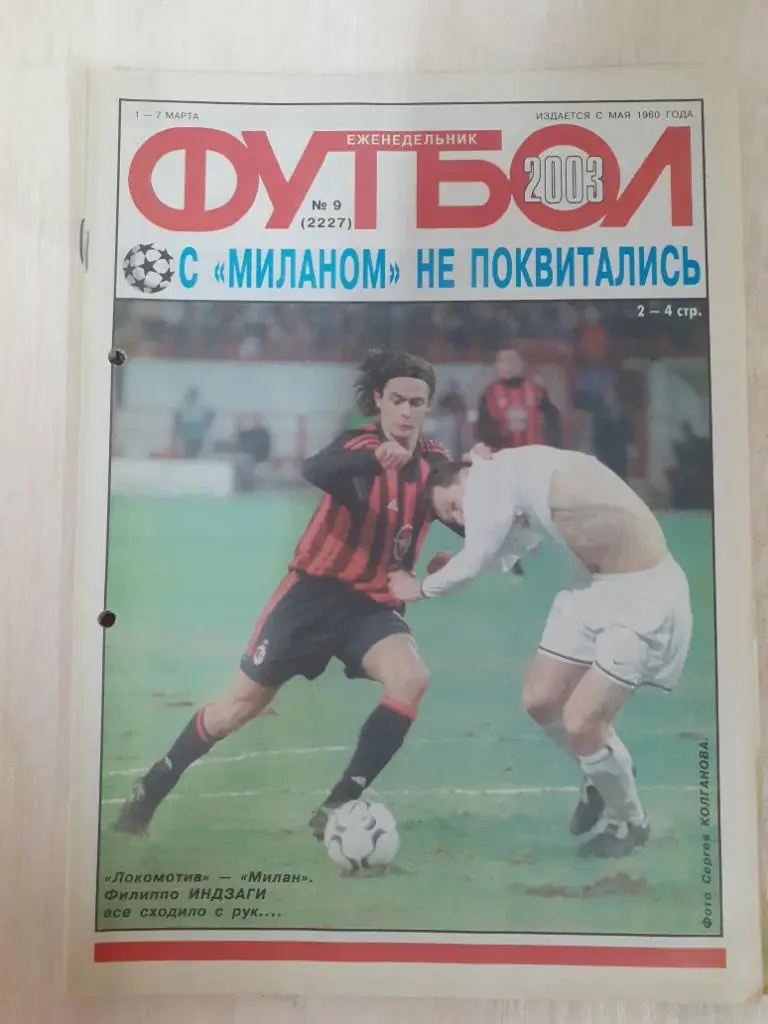 1 — 7 МАРТА
ИЗДАЕТСЯ С МАЯ 1960 ГОДА
ЕЖЕНЕДЕЛЬНИК
ФУТБОЛ
2003
№ 9
(2227)
С «МИЛАНОМ» НЕ ПОКВИТАЛИСЬ
2 — 4 стр.
«Локомотив» — «Милан».
Филиппо ИНДЗАГИ
все сходило с рук....
Фото Сергея КОЛГАНОВА.